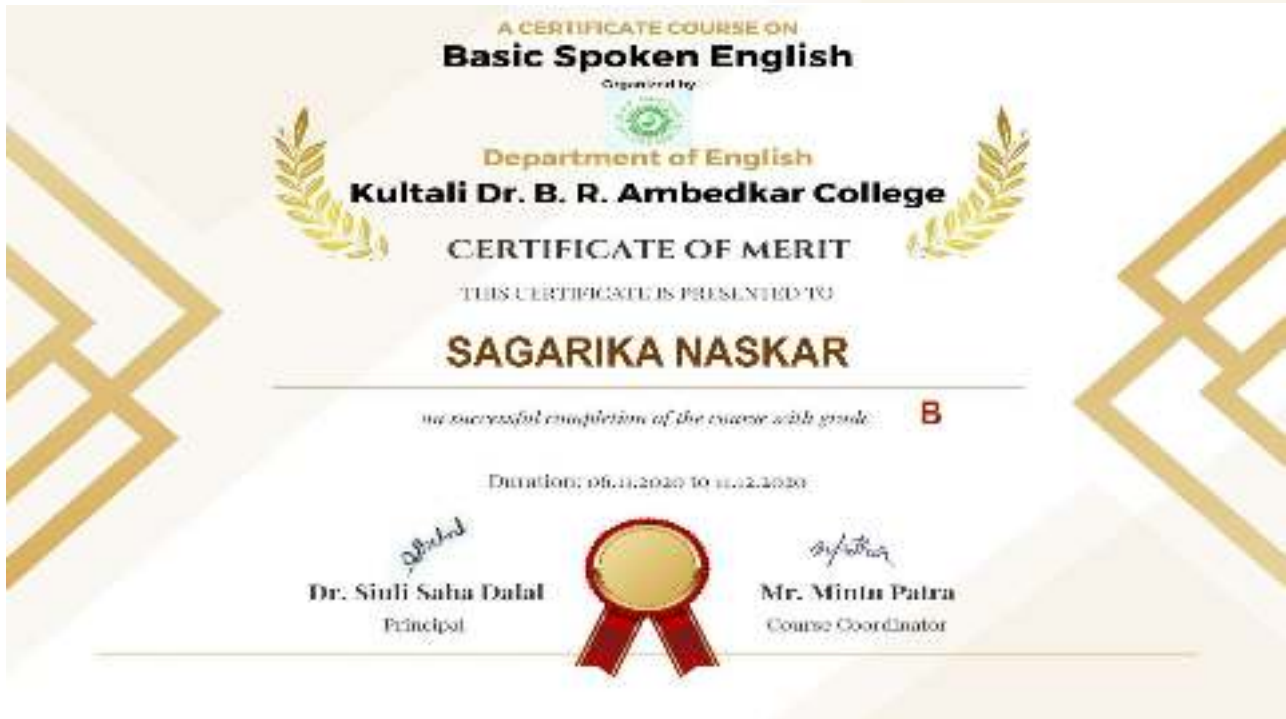 A CERTIFICATE COURSE ON
Basic Spoken English
Organized by
Department of English
Kultali Dr. B. R. Ambedkar College
CERTIFICATE OF MERIT
THIS CERTIFICATE IS PRESENTED TO
SAGARIKA NASKAR
on successful completion of the course with grade B
Duration: 06.11.2020 to 11.12.2020
Dr. Siuli Saha Dalal
Principal
Mr. Mintu Patra
Course Coordinator